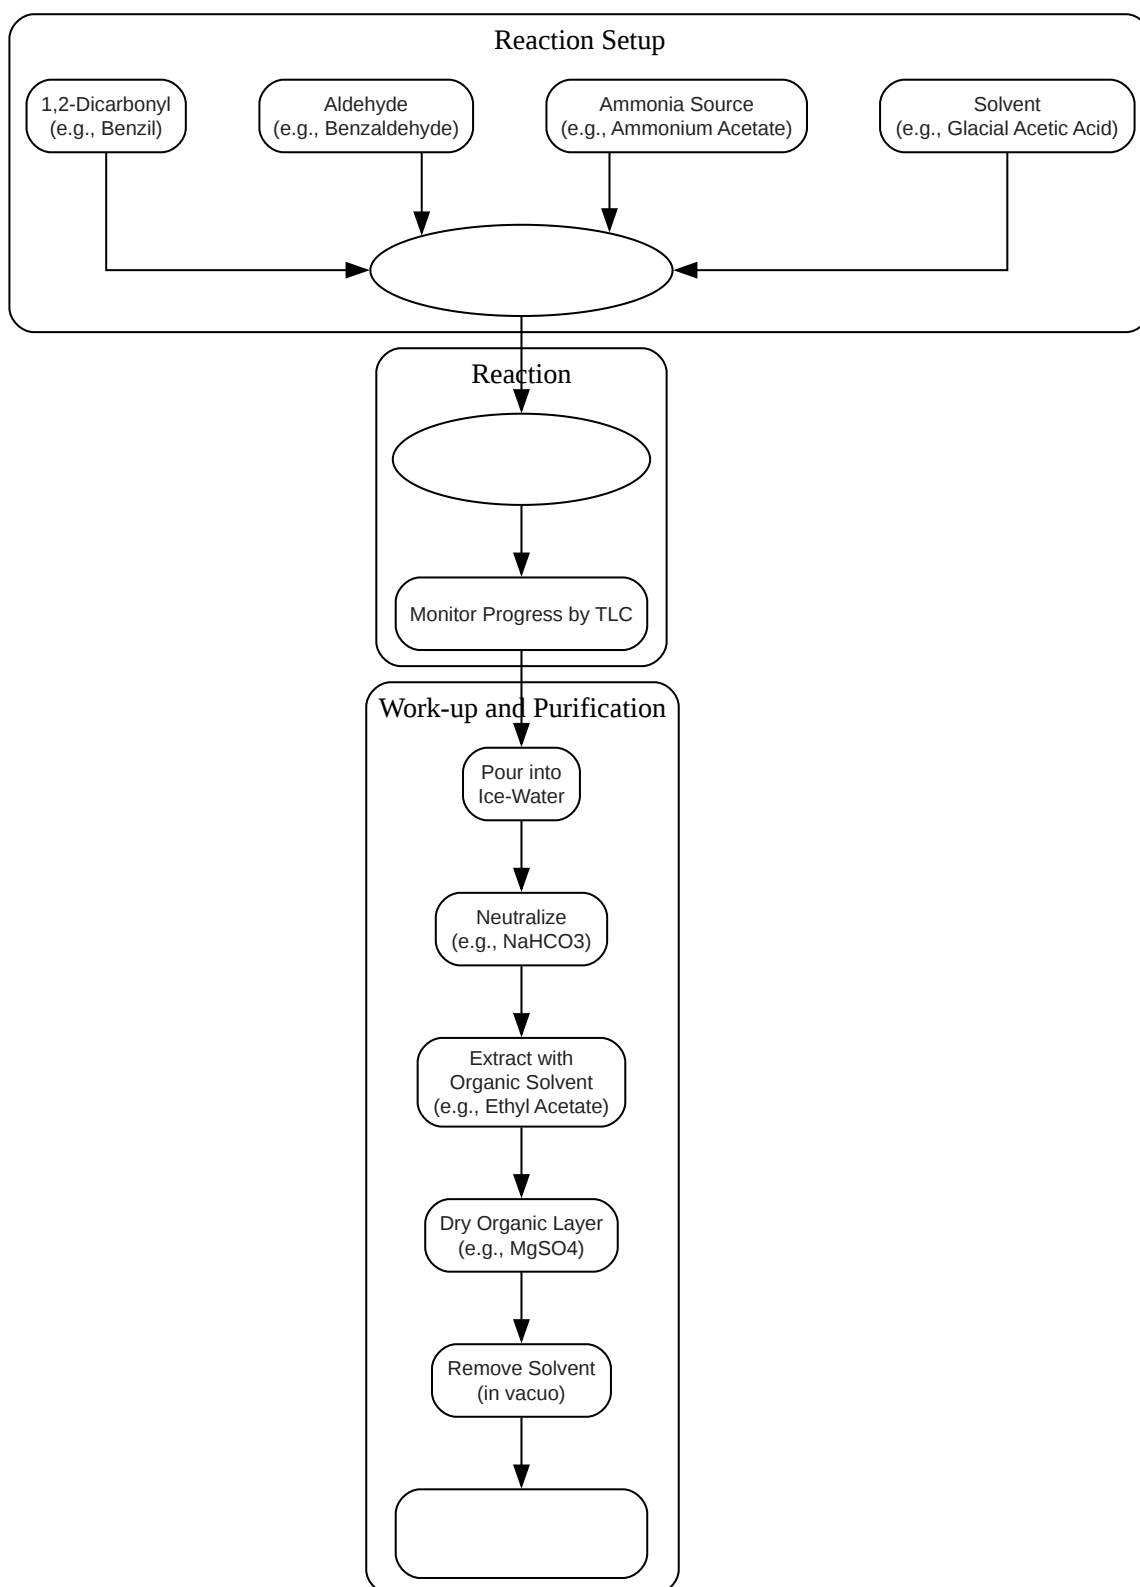 Reaction Setup
1,2-Dicarbonyl
(e.g., Benzil)
Aldehyde
(e.g., Benzaldehyde)
Ammonia Source
(e.g., Ammonium Acetate)
Solvent
(e.g., Glacial Acetic Acid)
Reaction
Monitor Progress by TLC
Work-up and Purification
Pour into
Ice-Water
Neutralize
(e.g., NaHCO3)
Extract with
Organic Solvent
(e.g., Ethyl Acetate)
Dry Organic Layer
(e.g., MgSO4)
Remove Solvent
(in vacuo)